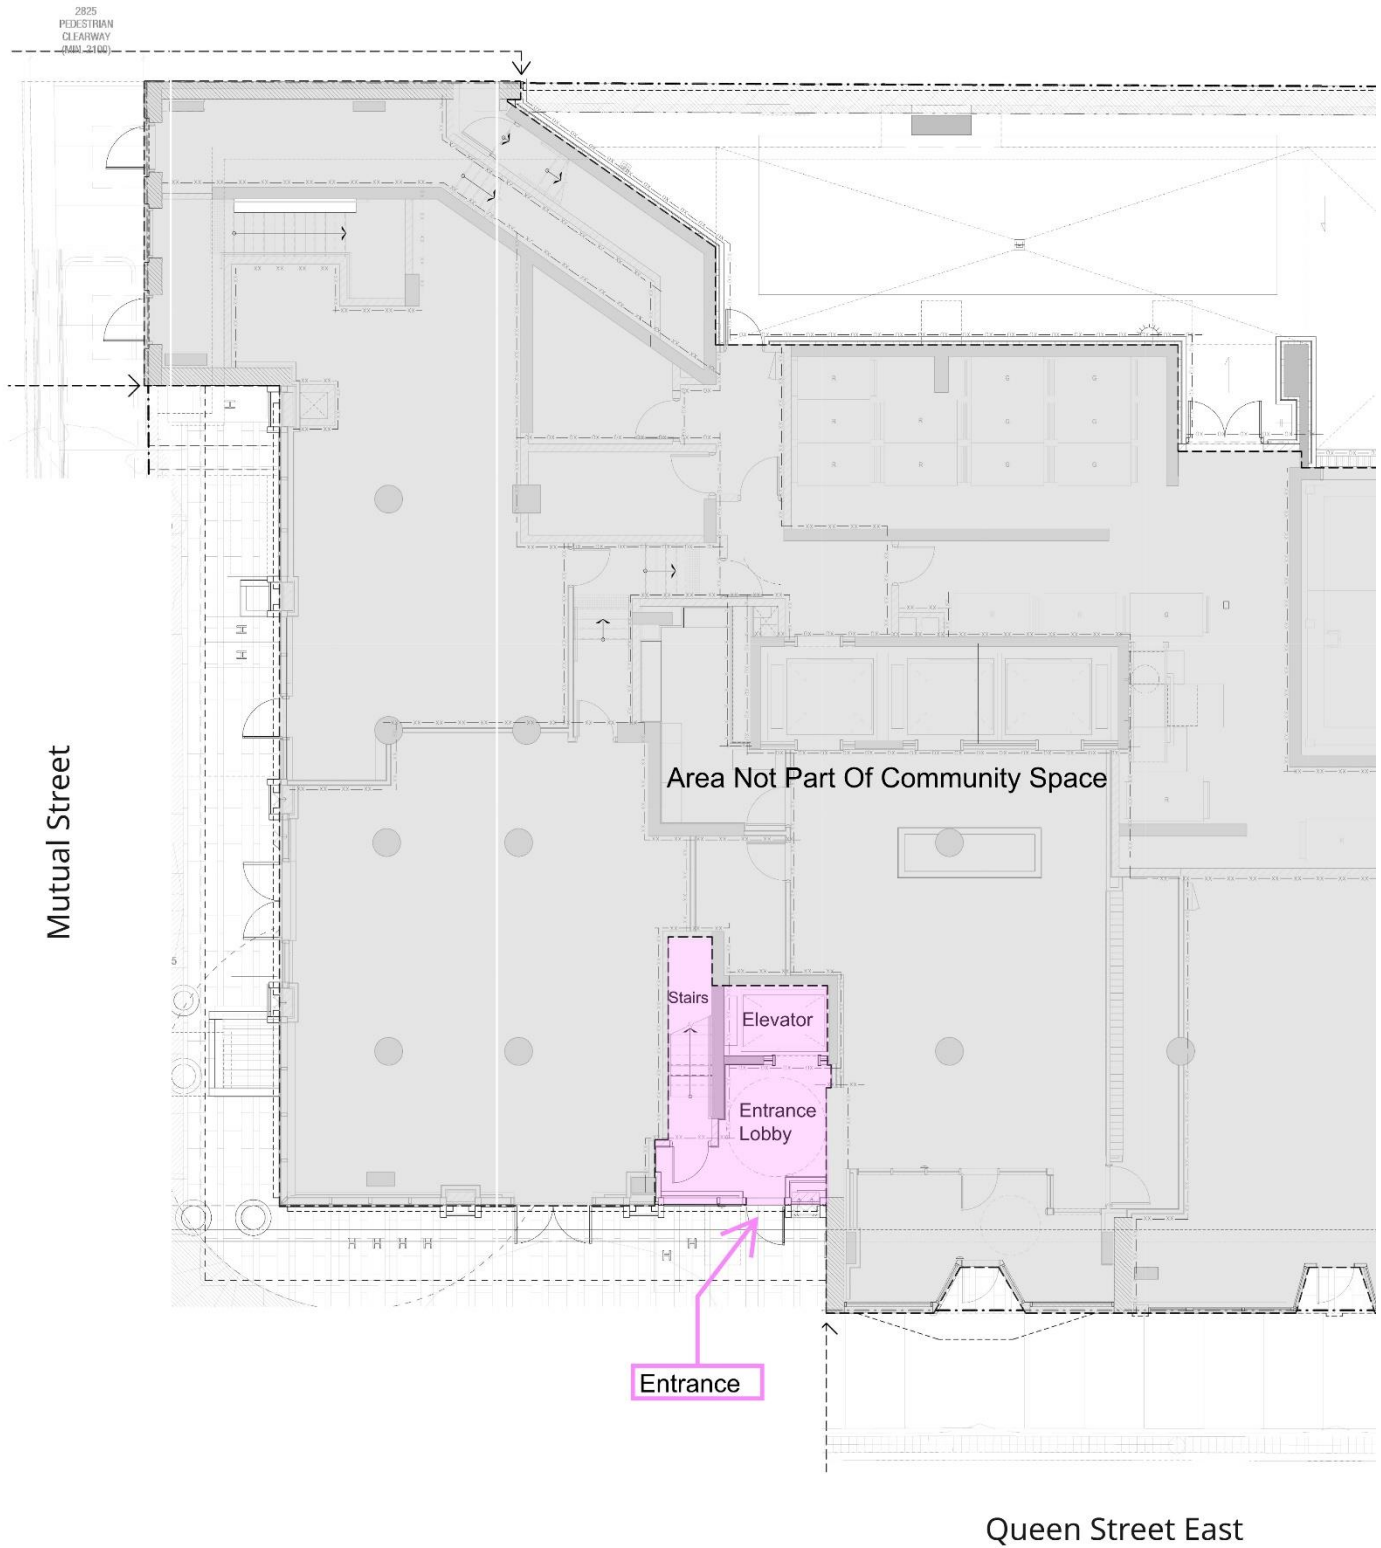 2825
PEDESTRIAN
CLEARWAY
(MIN. 2100)
R
G
G
R
R
G
G
R
R
G
G
Area Not Part Of Community Space
Mutual Street
Stairs
Elevator
Entrance
Lobby
Entrance
Queen Street East